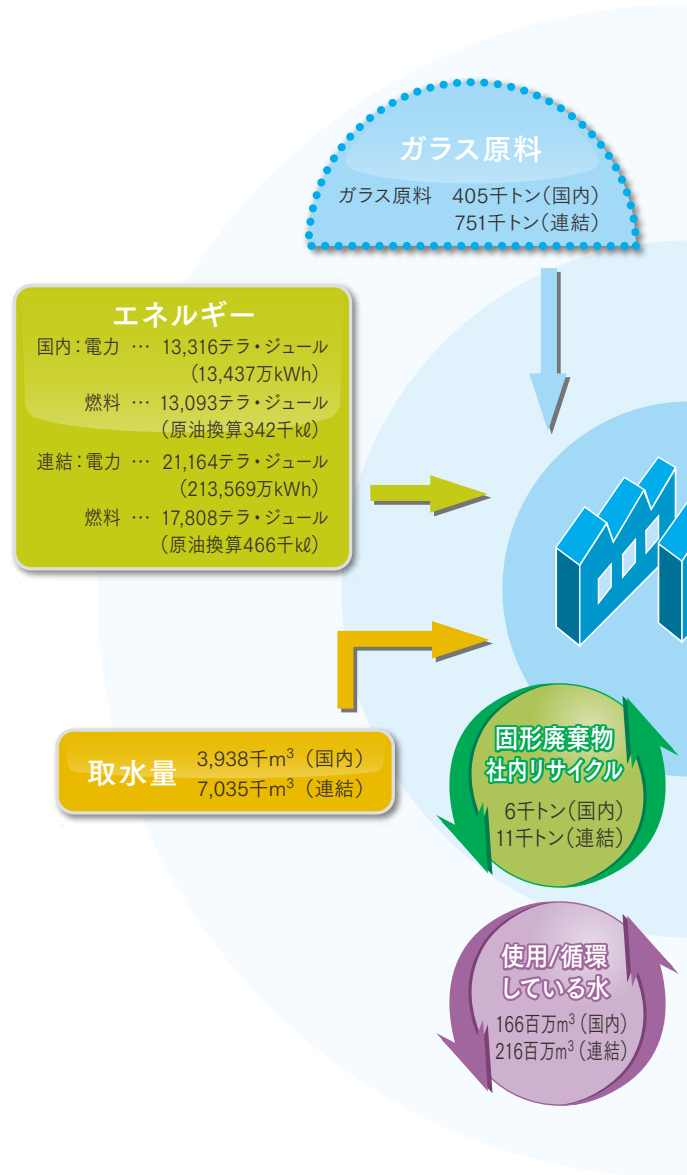 ガラス原料
ガラス原料 405千トン(国内)
751千トン(連結)
エネルギー
国内:電力 … 13,316テラ・ジュール
(13,437万kWh)
燃料 … 13,093テラ・ジュール
(原油換算342千kℓ)
連結:電力 … 21,164テラ・ジュール
(213,569万kWh)
燃料 … 17,808テラ・ジュール
(原油換算466千kℓ)
取水量
3,938千m³(国内)
7,035千m³(連結)
固形廃棄物
社内リサイクル
6千トン(国内)
11千トン(連結)
使用/循環
している水
166百万m³(国内)
216百万m³(連結)